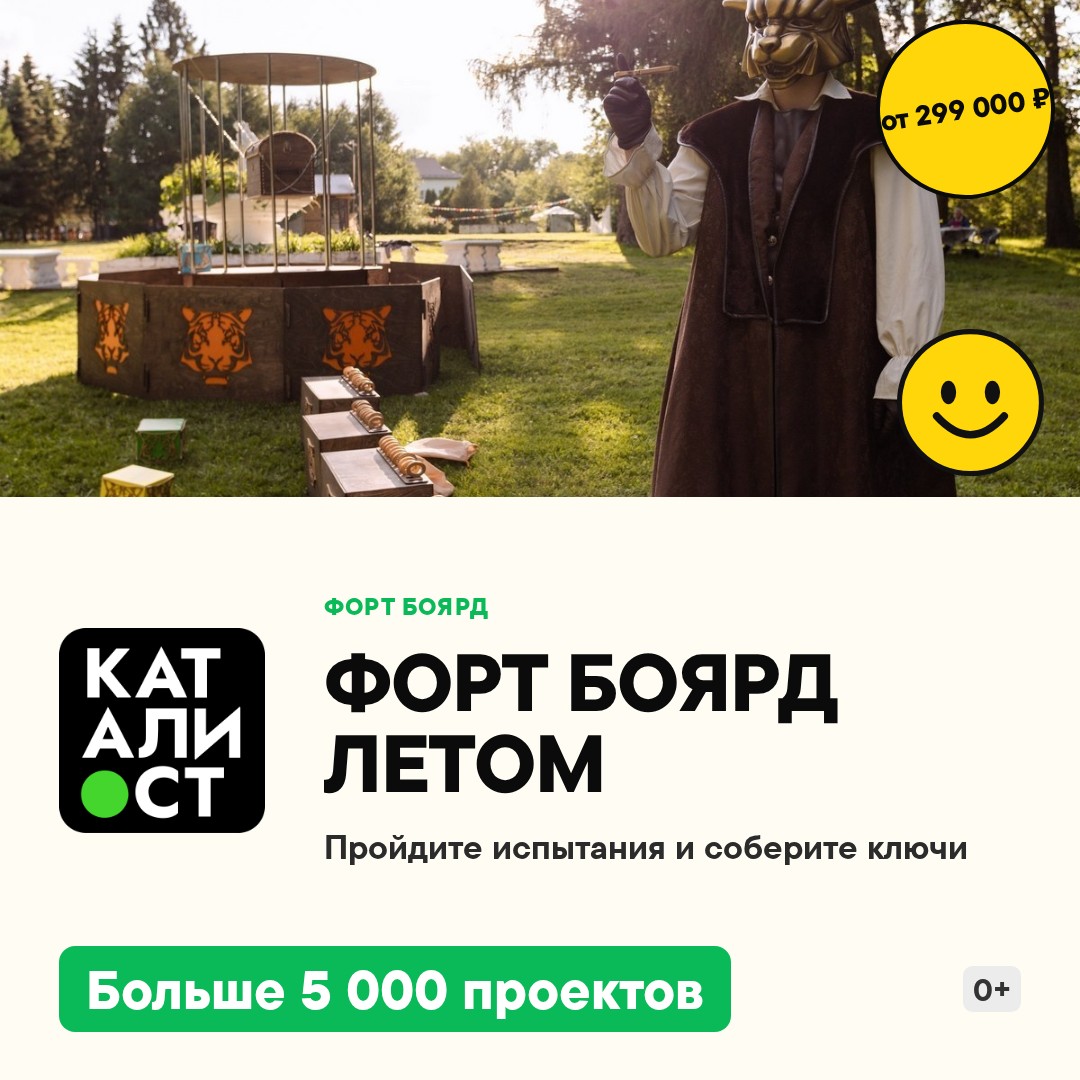 от 299 000 ₽
ФОРТ БОЯРД
КАТ
АЛИ
СТ
ФОРТ БОЯРД
ЛЕТОМ
Пройдите испытания и соберите ключи
Больше 5 000 проектов
0+